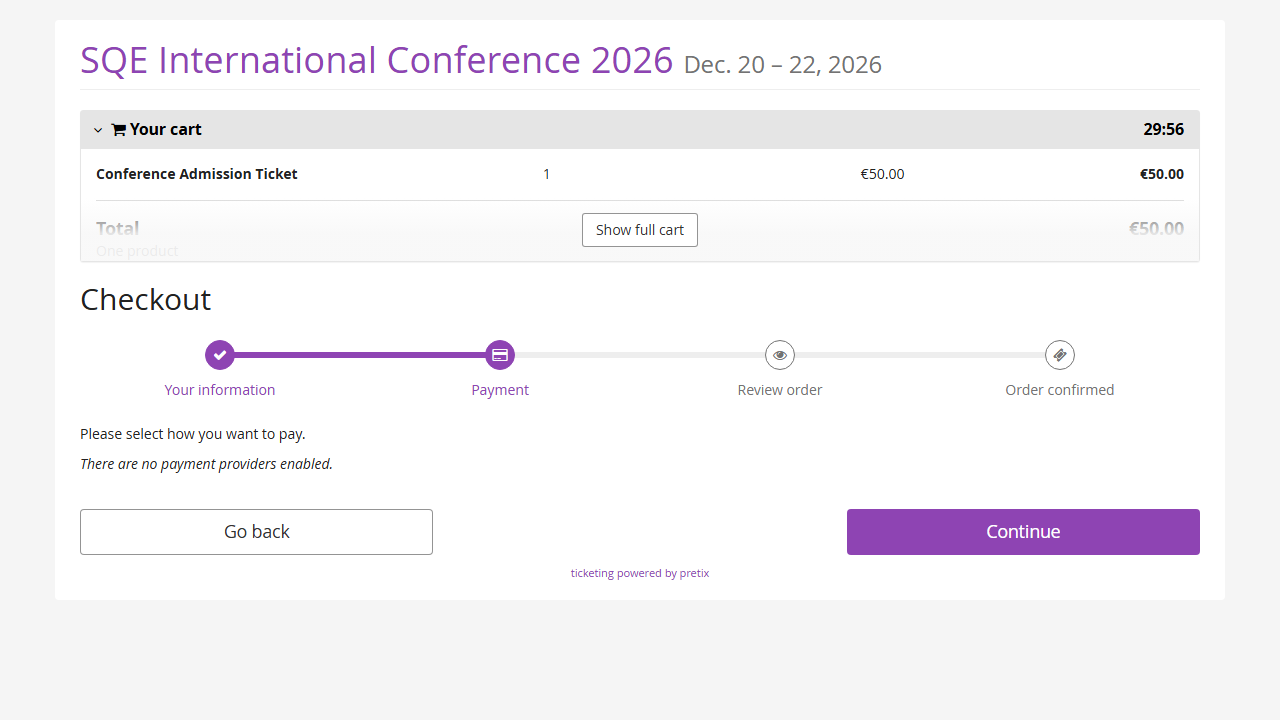 SQE International Conference 2026 Dec. 20 – 22, 2026
Your cart 29:56
Conference Admission Ticket 1 €50.00 €50.00
Total Show full cart €50.00
One product
Checkout
Your information Payment Review order Order confirmed
Please select how you want to pay.
There are no payment providers enabled.
Go back Continue
ticketing powered by pretix